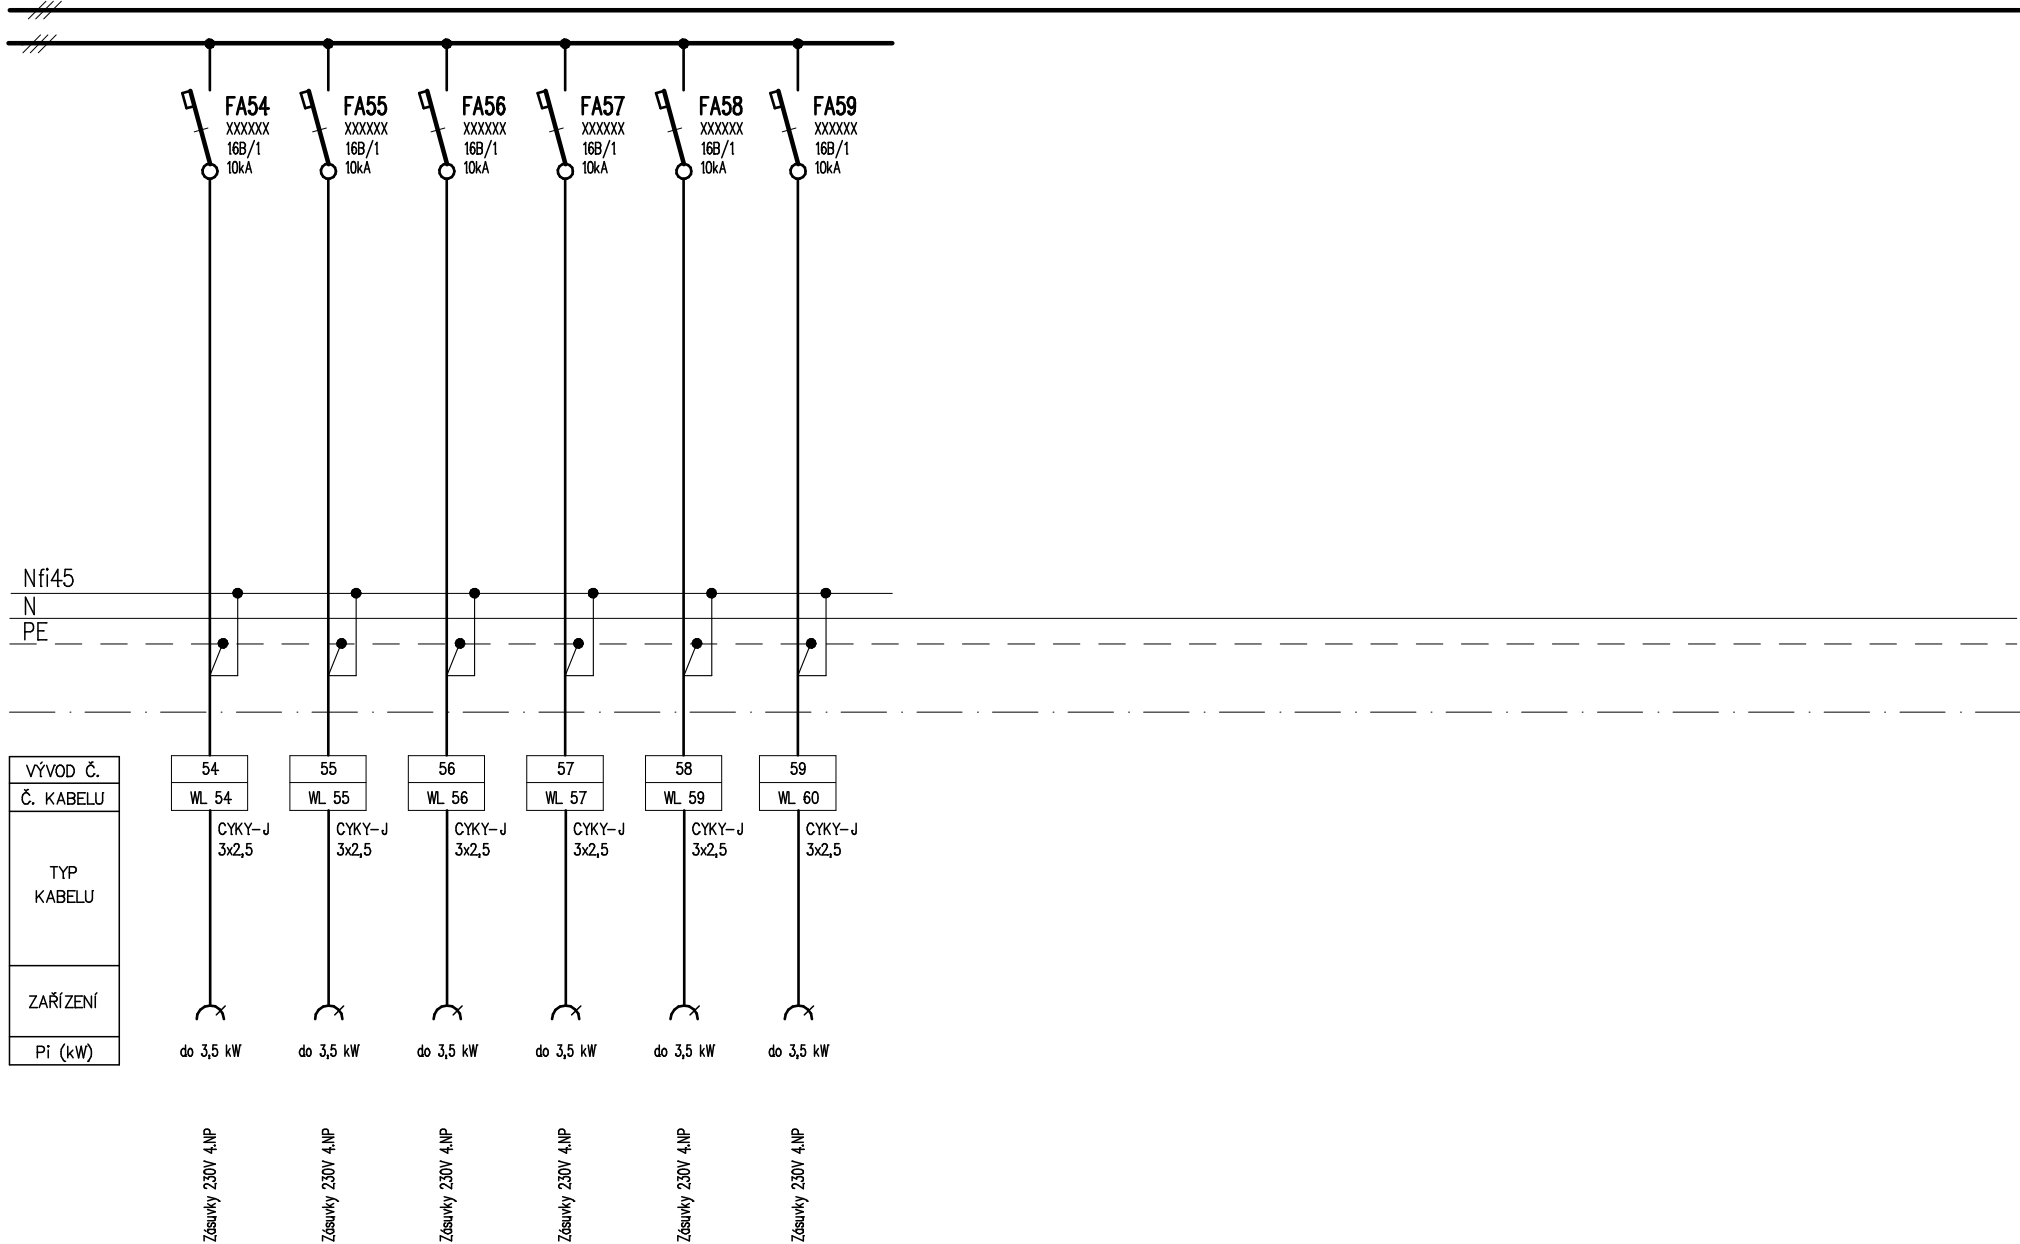 FA54
XXXXXX
16B/1
10kA
FA55
XXXXXX
16B/1
10kA
FA56
XXXXXX
16B/1
10kA
FA57
XXXXXX
16B/1
10kA
FA58
XXXXXX
16B/1
10kA
FA59
XXXXXX
16B/1
10kA
Nfi45
N
PE
VÝVOD Č.
54
55
56
57
58
59
Č. KABELU
WL 54
WL 55
WL 56
WL 57
WL 59
WL 60
TYP
KABELU
CYKY-J
3x2,5
CYKY-J
3x2,5
CYKY-J
3x2,5
CYKY-J
3x2,5
CYKY-J
3x2,5
CYKY-J
3x2,5
ZAŘÍZENÍ
Pi (kW)
do 3,5 kW
do 3,5 kW
do 3,5 kW
do 3,5 kW
do 3,5 kW
do 3,5 kW
Zásuvky 230V 4.NP
Zásuvky 230V 4.NP
Zásuvky 230V 4.NP
Zásuvky 230V 4.NP
Zásuvky 230V 4.NP
Zásuvky 230V 4.NP